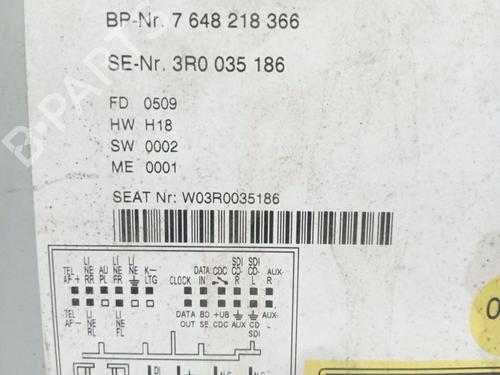 BP-Nr. 7 648 218 366
SE-Nr. 3R0 035 186
FD 0509
HW H18
SW 0002
ME 0001
SEAT Nr: W03R0035186
B-PARTS
LI LI LI SDI SDI
TEL NE AU NE NE K- DATA CDC CD- CD- AUX-
AF+ RR PL FR LTG CLOCK IN R L R
TEL LI LI DATA BO +UB AUX-
AF- NE NE OUT SE CDC AUX CD L
RL FL SDI